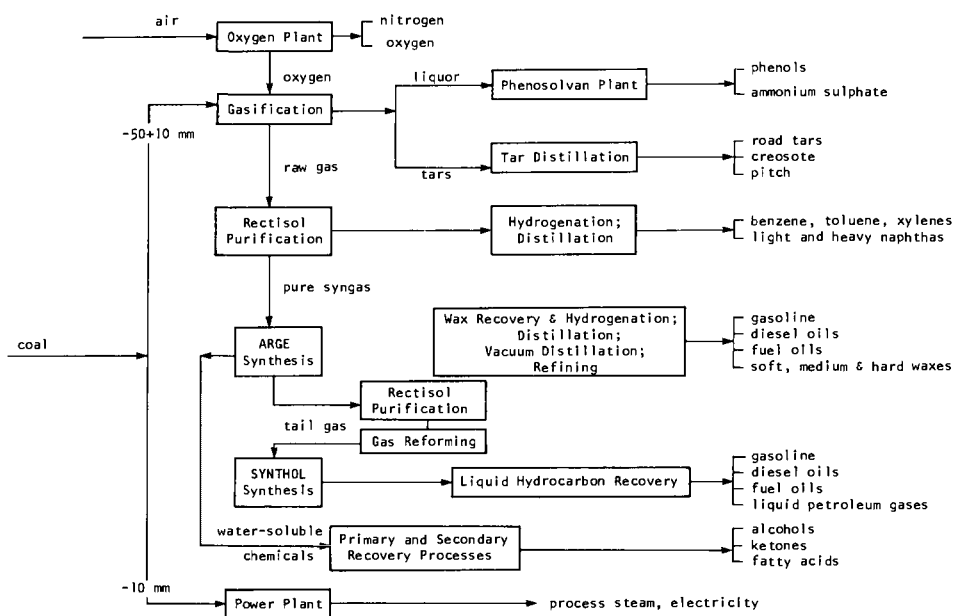 air
Oxygen Plant
nitrogen
oxygen
oxygen
liquor
Phenosolvan Plant
phenols
ammonium sulphate
Gasification
-50+10 mm
tars
Tar Distillation
road tars
creosote
pitch
raw gas
Rectisol
Purification
Hydrogenation;
Distillation
benzene, toluene, xylenes
light and heavy naphthas
pure syngas
coal
ARGE
Synthesis
Wax Recovery & Hydrogenation;
Distillation;
Vacuum Distillation;
Refining
gasoline
diesel oils
fuel oils
soft, medium & hard waxes
Rectisol
Purification
tail gas
Gas Reforming
SYNTHOL
Synthesis
Liquid Hydrocarbon Recovery
gasoline
diesel oils
fuel oils
liquid petroleum gases
water-soluble
chemicals
Primary and Secondary
Recovery Processes
alcohols
ketones
fatty acids
-10 mm
Power Plant
process steam, electricity